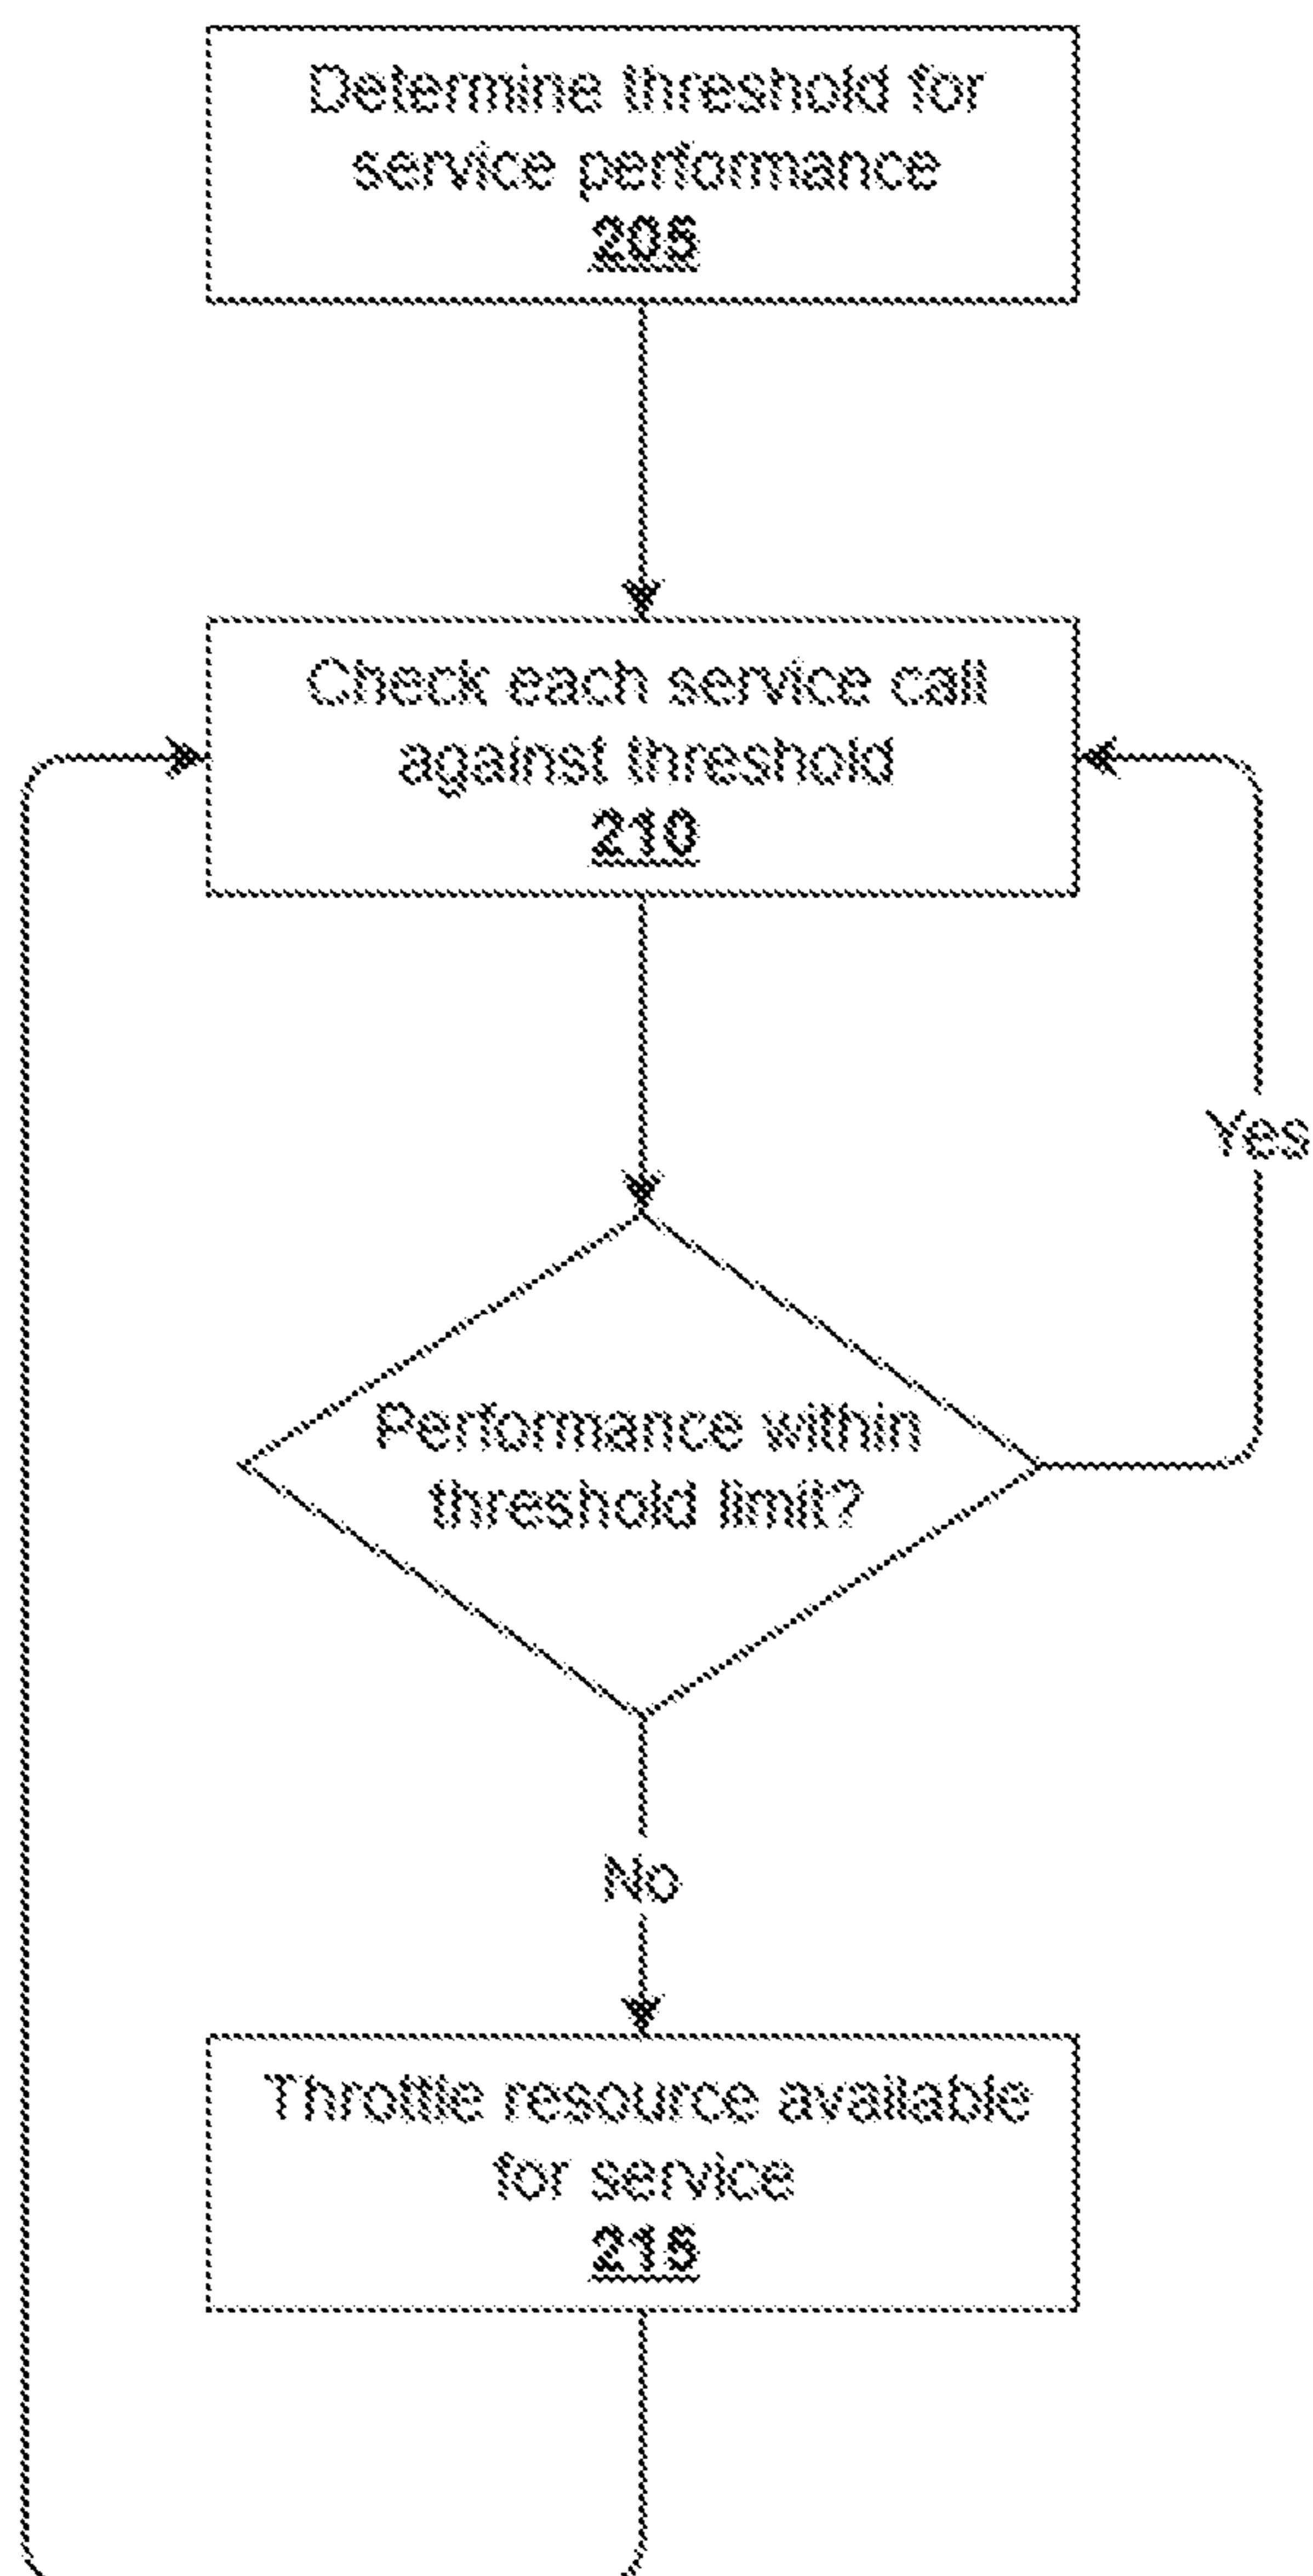 Determine threshold for
service performance
205
Check each service call
against threshold
210
Yes
Performance within
threshold limit?
No
Throttle resource available
for service
215